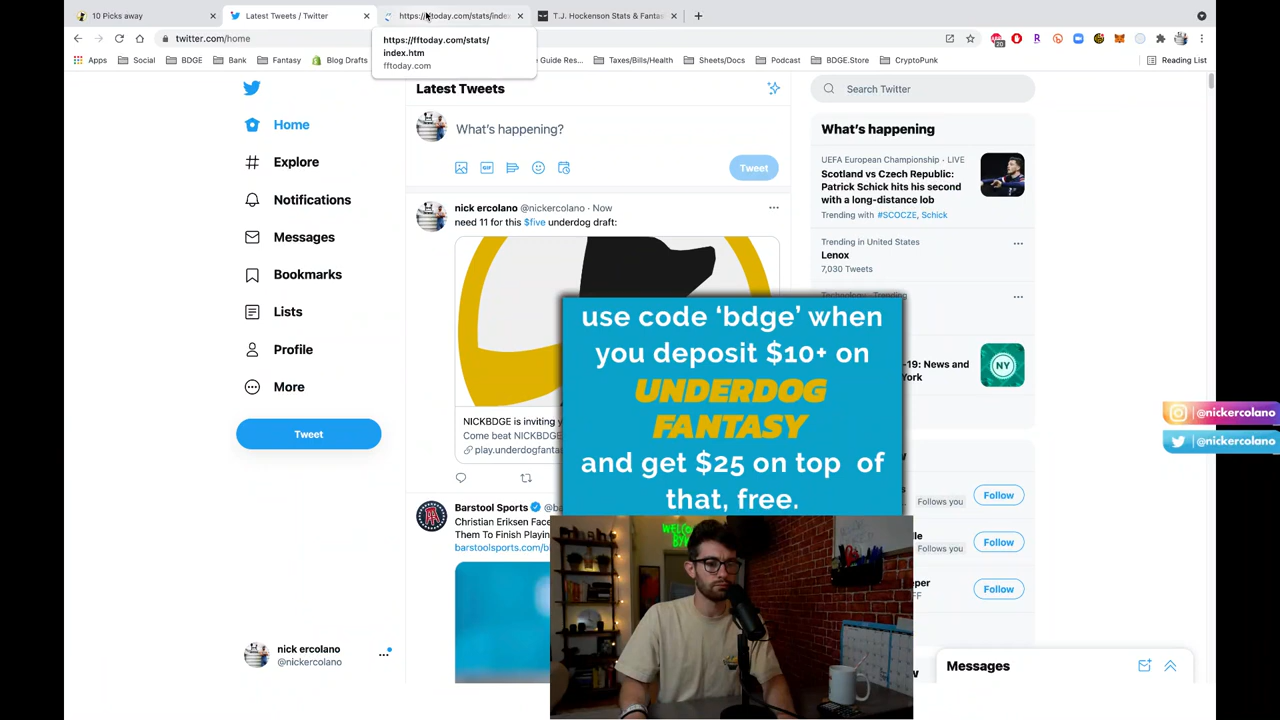 10 Picks away
Latest Tweets / Twitter
https://fftoday.com/stats/index
T.J. Hockenson Stats & Fantas
twitter.com/home
20
https://fftoday.com/stats/
index.htm
fftoday.com
Apps
Social
BDGE
Bank
Fantasy
Blog Drafts
Guide Res...
Taxes/Bills/Health
Sheets/Docs
Podcast
BDGE.Store
CryptoPunk
Reading List
Home
Explore
Notifications
Messages
Bookmarks
Lists
Profile
More
Tweet
nick ercolano
@nickercolano
Latest Tweets
What's happening?
GIF
Tweet
nick ercolano @nickercolano · Now
need 11 for this $five underdog draft:
NICKBDGE is inviting y
Come beat NICKBDGE
play.underdogfantas
Barstool Sports
Christian Eriksen Face
Them To Finish Playin
barstoolsports.com/b
use code 'bdge' when
you deposit $10+ on
UNDERDOG
FANTASY
and get $25 on top of
that, free.
WELCOME
Search Twitter
What's happening
UEFA European Championship · LIVE
Scotland vs Czech Republic:
Patrick Schick hits his second
with a long-distance lob
Trending with #SCOCZE, Schick
Trending in United States
Lenox
7,030 Tweets
-19: News and
York
NY
Follows you
Follow
Follows you
Follow
eper
FF
Follow
Messages
@nickercolano
@nickercolano